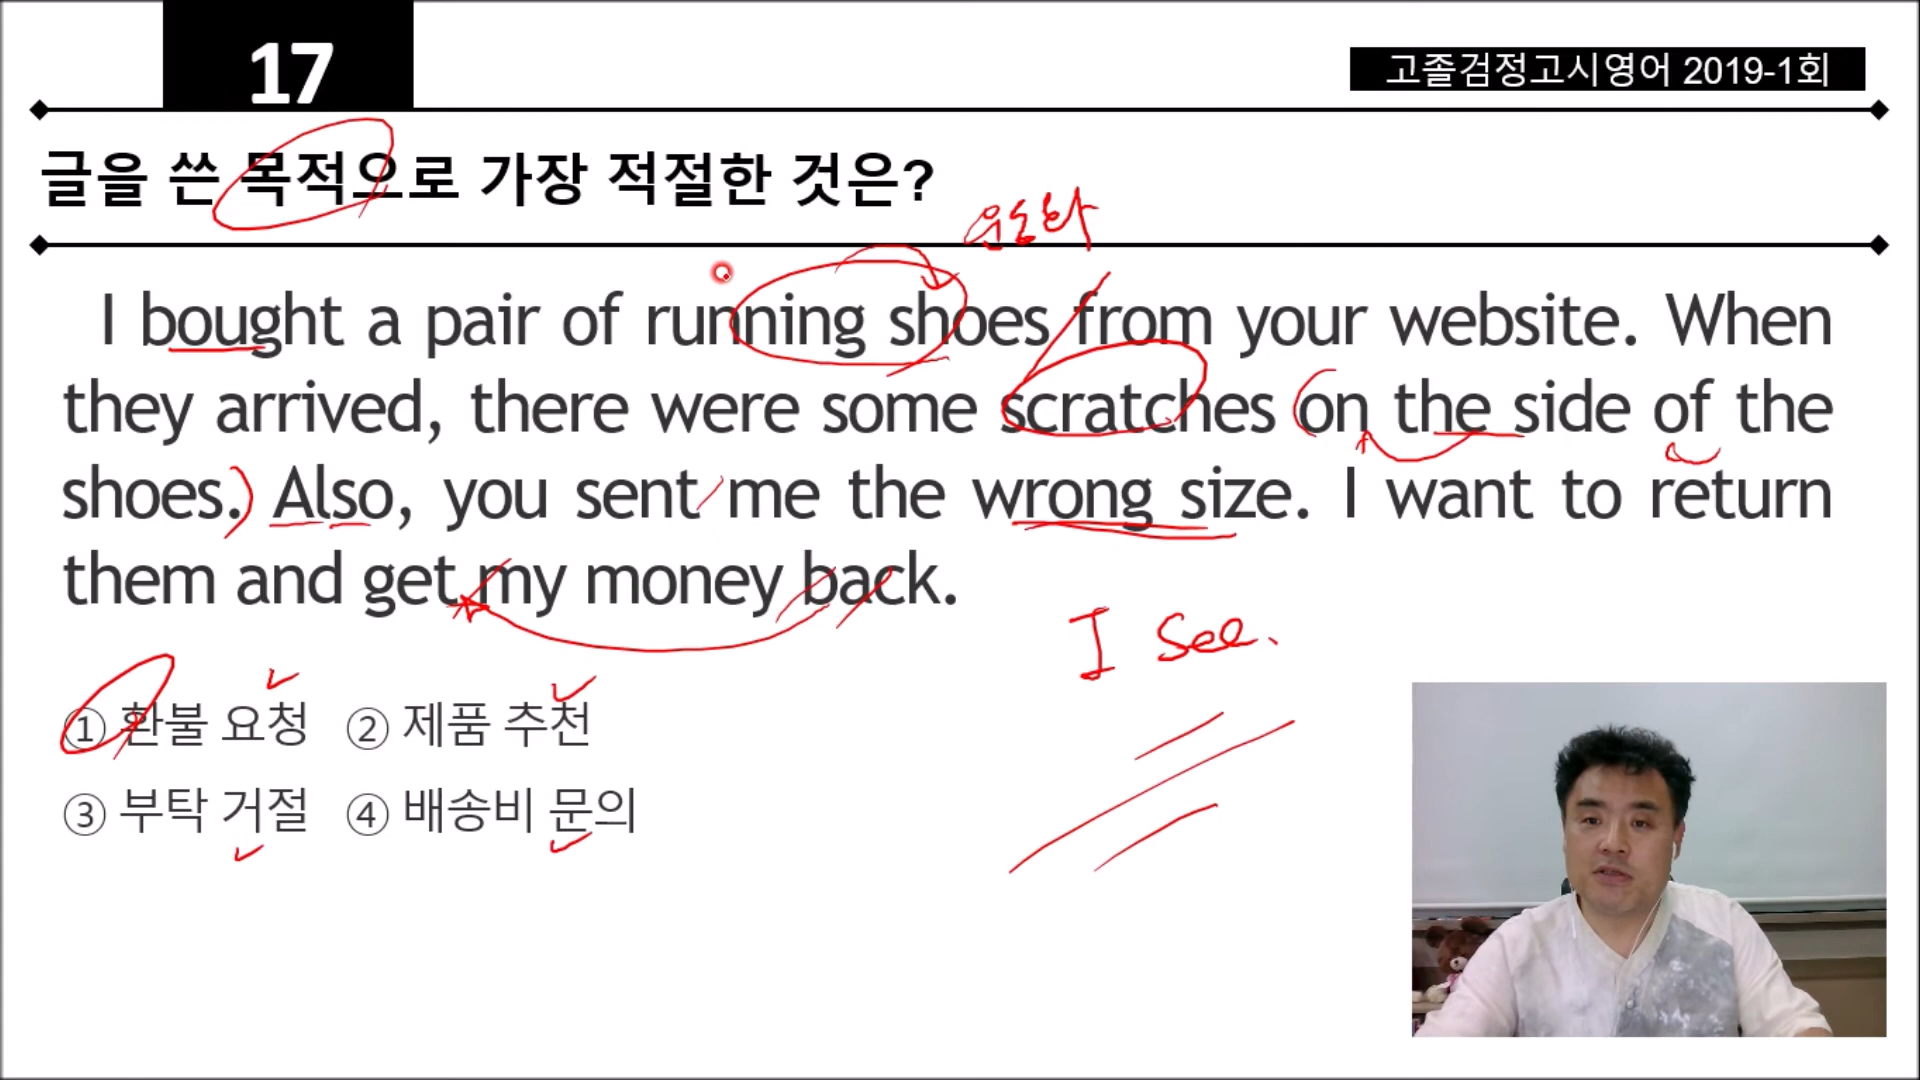 17
고졸검정고시영어 2019-1회
글을 쓴 목적으로 가장 적절한 것은?
운동화
I bought a pair of running shoes from your website. When
they arrived, there were some scratches (on the side of the
shoes.) Also, you sent me the wrong size. I want to return
them and get my money back.
I see.
① 환불 요청 ② 제품 추천
③ 부탁 거절 ④ 배송비 문의